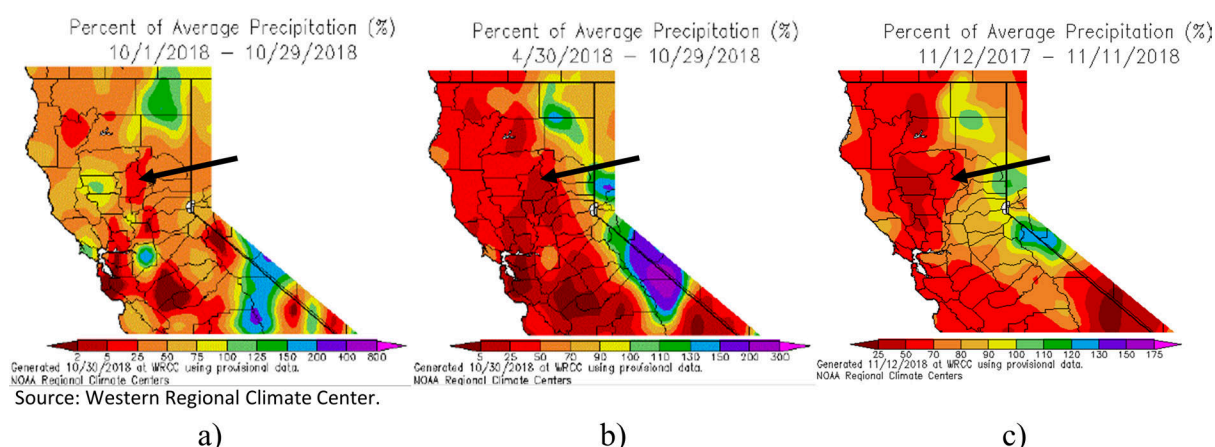 Percent of Average Precipitation (%)
10/1/2018 – 10/29/2018
2 5 25 50 75 100 125 150 200 400 800
Generated 10/30/2018 at WRCC using provisional data.
NOAA Regional Climate Centers
Source: Western Regional Climate Center.
a)
Percent of Average Precipitation (%)
4/30/2018 – 10/29/2018
5 25 50 70 90 100 110 130 150 200 300
Generated 10/30/2018 at WRCC using provisional data.
NOAA Regional Climate Centers
b)
Percent of Average Precipitation (%)
11/12/2017 – 11/11/2018
25 50 70 80 90 100 110 120 130 150 175
Generated 11/12/2018 at WRCC using provisional data.
NOAA Regional Climate Centers
c)